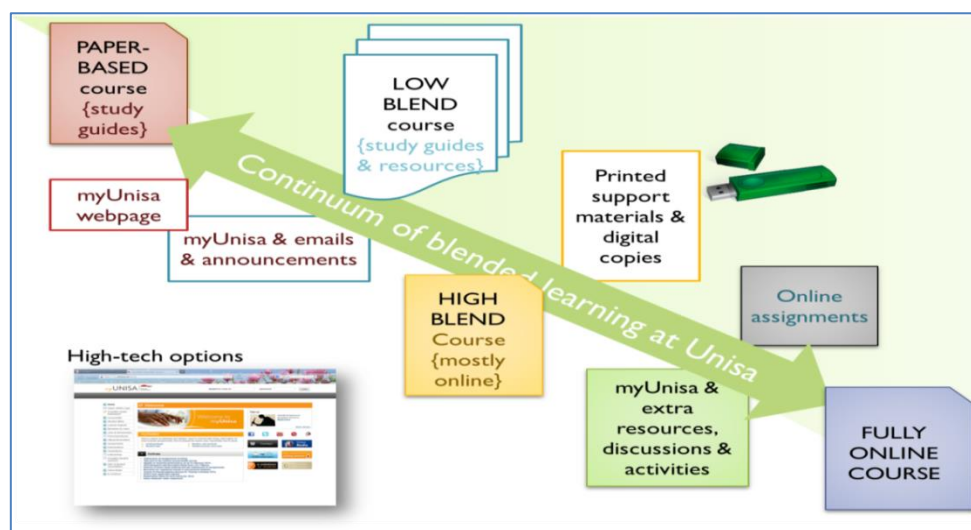 PAPER-
BASED
course
{study
guides}
LOW
BLEND
course
{study guides
& resources}
Continuum of blended learning at Unisa
myUnisa
webpage
myUnisa & emails
& announcements
Printed
support
materials &
digital
copies
HIGH
BLEND
Course
{mostly
online}
Online
assignments
High-tech options
UNISA
myUnisa &
extra
resources,
discussions &
activities
FULLY
ONLINE
COURSE